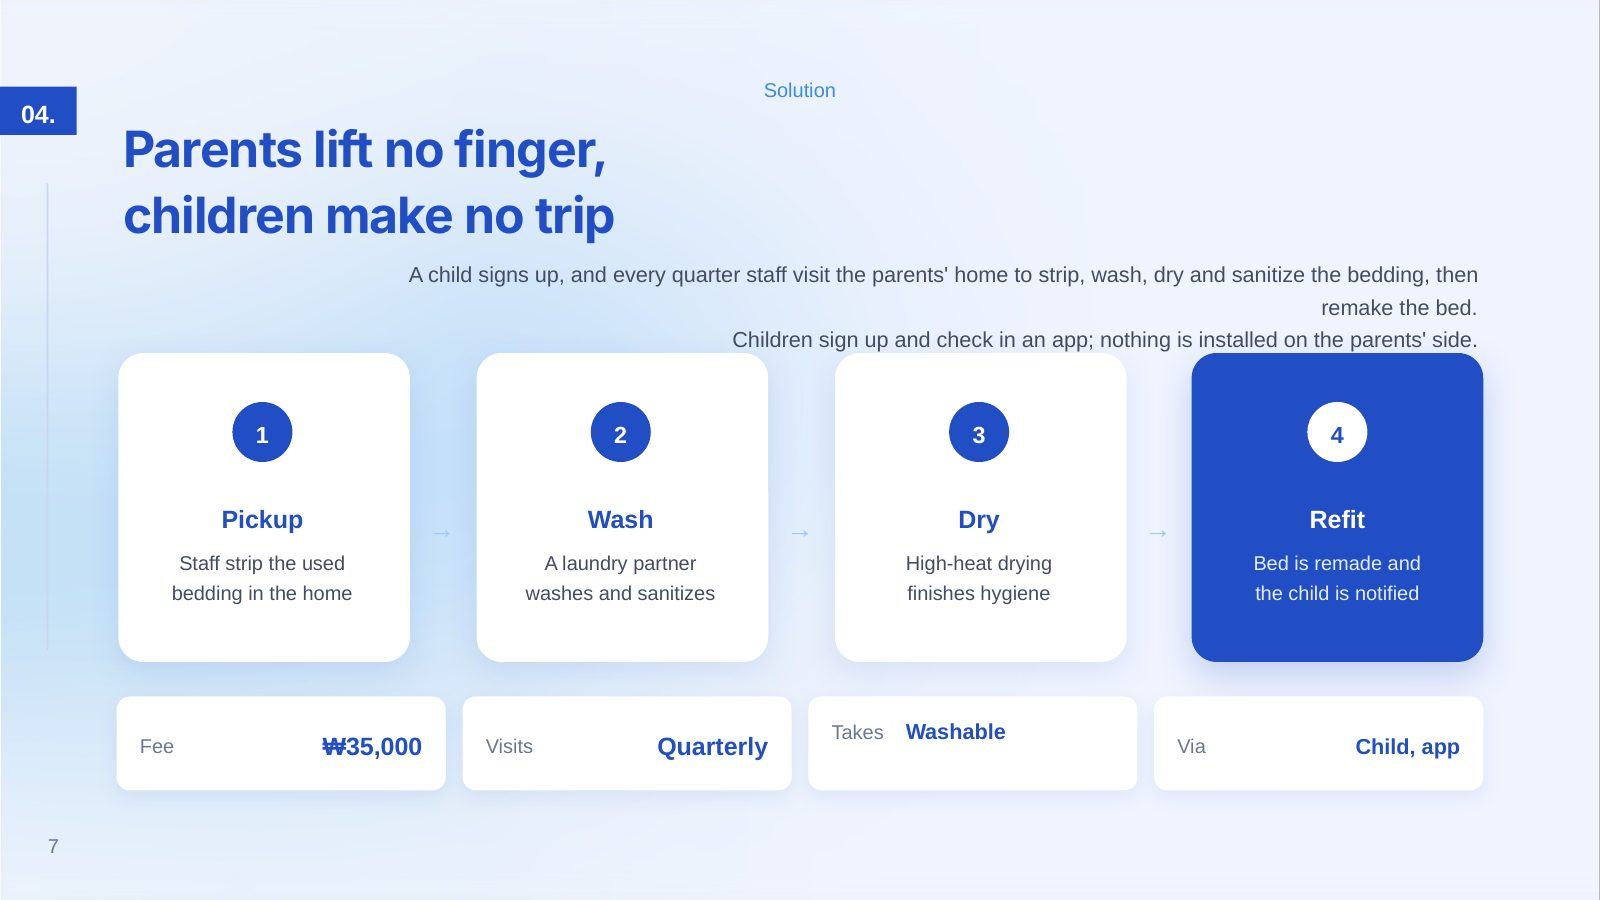 Solution
04.
Parents lift no finger,
children make no trip
A child signs up, and every quarter staff visit the parents' home to strip, wash, dry and sanitize the bedding, then
remake the bed.
Children sign up and check in an app; nothing is installed on the parents' side.
1
Pickup
Staff strip the used
bedding in the home
→
2
Wash
A laundry partner
washes and sanitizes
→
3
Dry
High-heat drying
finishes hygiene
→
4
Refit
Bed is remade and
the child is notified
Fee ₩35,000
Visits Quarterly
Takes Washable
Via Child, app
7